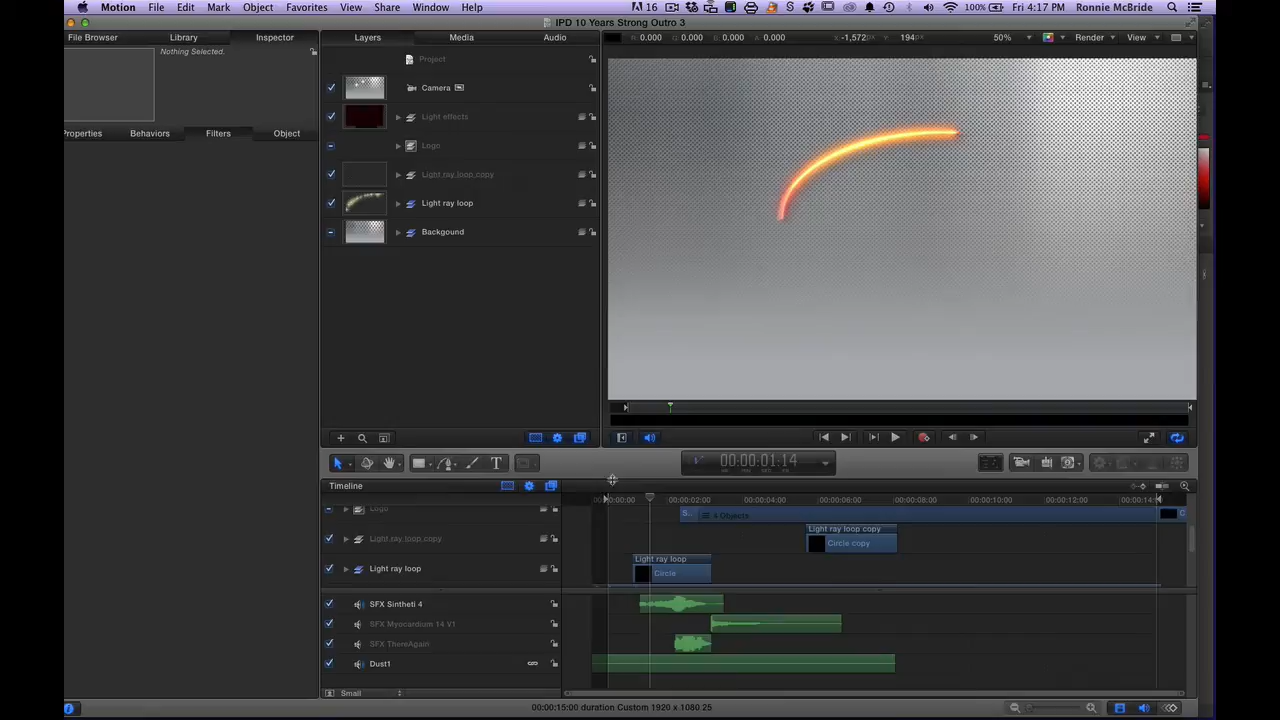 Motion File Edit Mark Object Favorites View Share Window Help 16 100% Fri 4:17 PM Ronnie McBride
IPD 10 Years Strong Outro 3
File Browser Library Inspector Layers Media Audio R: 0.000 G: 0.000 B: 0.000 A: 0.000 X: -1,572px Y: 194px 50% Render View
Nothing Selected.
Project
Camera
Light effects
Properties Behaviors Filters Object
Logo
Light ray loop copy
Light ray loop
Backgound
T 00:00:01:14
Timeline 00:00:02:00 00:00:04:00 00:00:06:00 00:00:08:00 00:00:10:00 00:00:12:00
Logo S.. 4 Objects C
Light ray loop copy Light ray loop copy
Circle copy
Light ray loop
Light ray loop Circle
SFX Sintheti 4
SFX Myocardium 14 V1
SFX ThereAgain
Dust1
Small
00:00:15:00 duration Custom 1920 x 1080 25